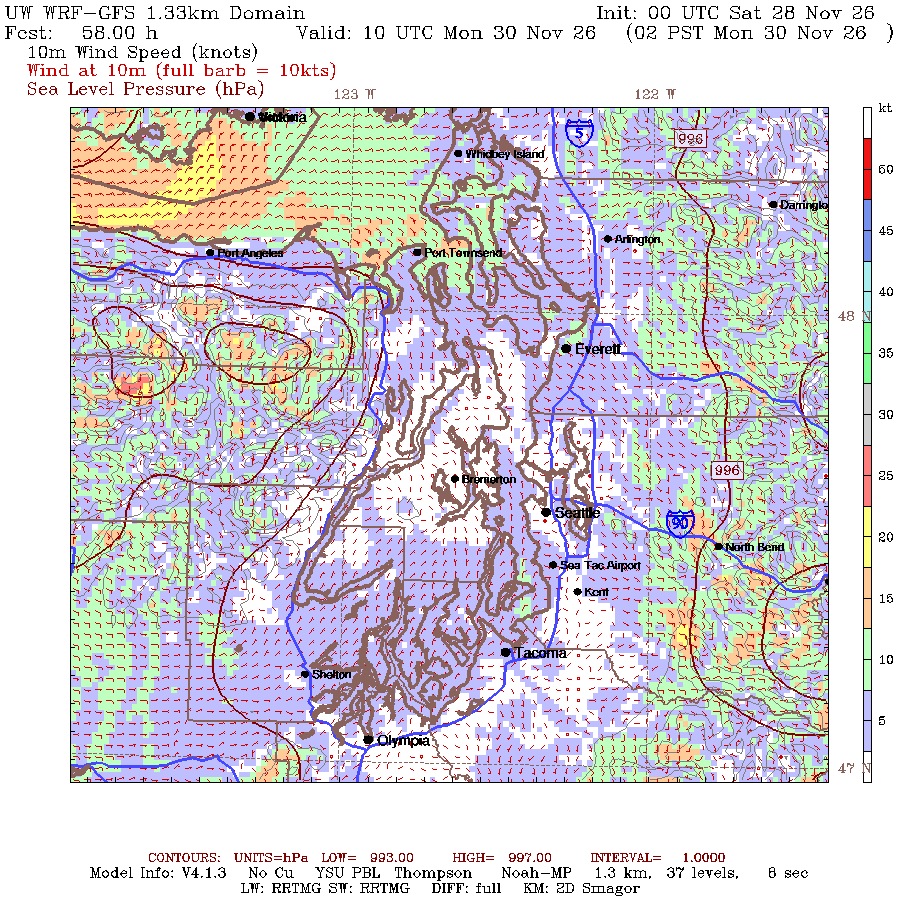 UW WRF-GFS 1.33km Domain Init: 00 UTC Sat 28 Nov 26
Fcst: 58.00 h Valid: 10 UTC Mon 30 Nov 26 (02 PST Mon 30 Nov 26 )
10m Wind Speed (knots)
Wind at 10m (full barb = 10kts)
Sea Level Pressure (hPa)
123 W 122 W
kt
Victoria
5
996
Whidbey Island
60
Darringto
45
Arlington
Port Angeles
Port Townsend
40
48 N
Everett
35
30
996
Bremerton
25
Seattle
90
20
North Bend
Sea Tac Airport
Kent
15
Tacoma
10
Shelton
5
Olympia
47 N
CONTOURS: UNITS=hPa LOW= 993.00 HIGH= 997.00 INTERVAL= 1.0000
Model Info: V4.1.3 No Cu YSU PBL Thompson Noah-MP 1.3 km, 37 levels, 8 sec
LW: RRTMG SW: RRTMG DIFF: full KM: 2D Smagor